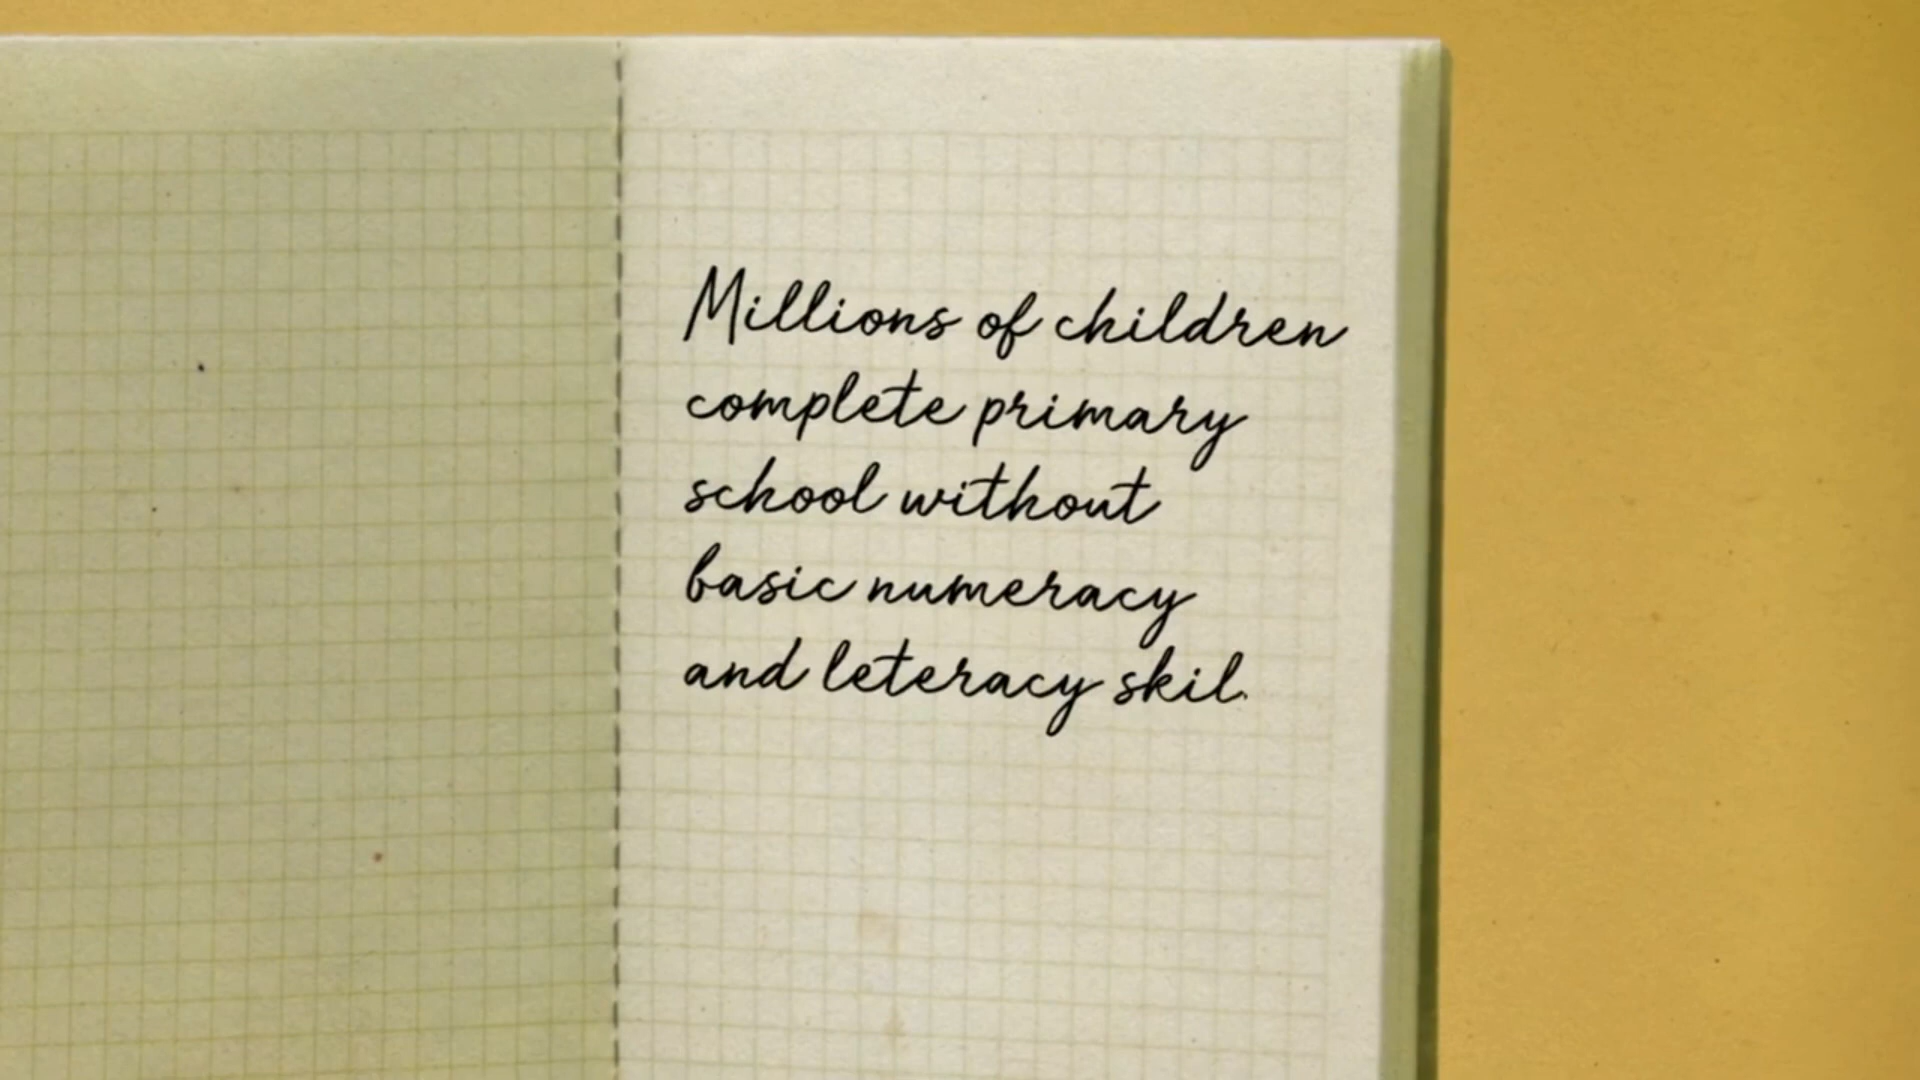 Millions of children
complete primary
school without
basic numeracy
and leteracy skil